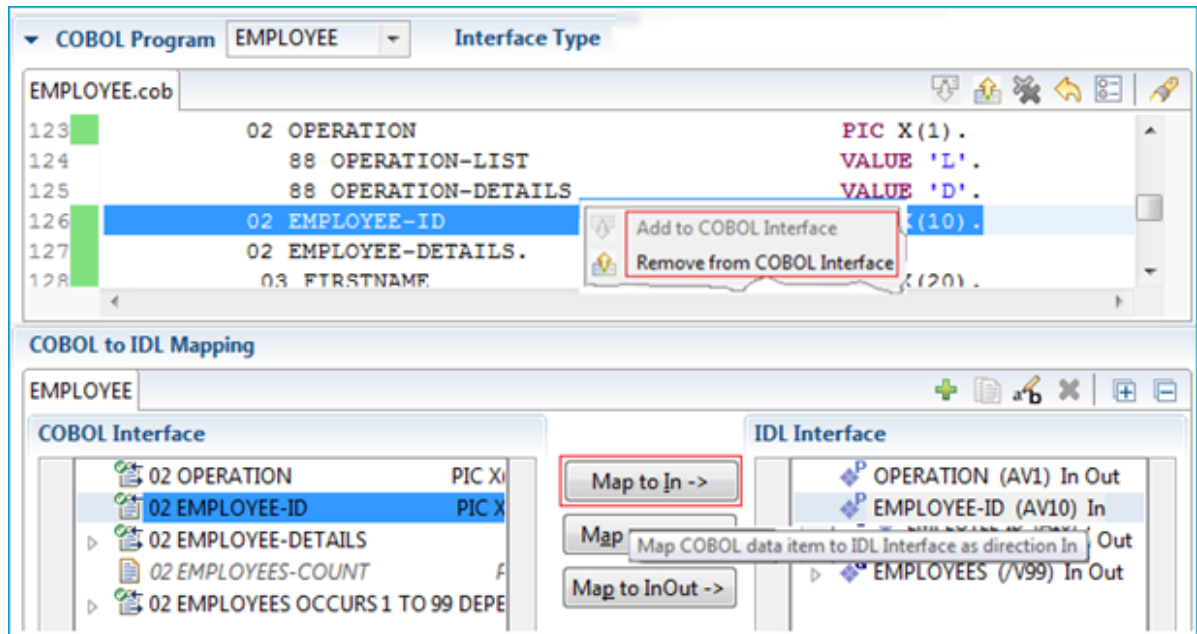 COBOL Program EMPLOYEE Interface Type
EMPLOYEE.cob
123 02 OPERATION PIC X(1).
124 88 OPERATION-LIST VALUE 'L'.
125 88 OPERATION-DETAILS VALUE 'D'.
126 02 EMPLOYEE-ID (10).
Add to COBOL Interface
127 02 EMPLOYEE-DETAILS.
Remove from COBOL Interface
128 03 FIRSTNAME (20).
COBOL to IDL Mapping
EMPLOYEE
COBOL Interface IDL Interface
02 OPERATION PIC X( Map to In -> OPERATION (AV1) In Out
02 EMPLOYEE-ID PIC X EMPLOYEE-ID (AV10) In
02 EMPLOYEE-DETAILS Map Map COBOL data item to IDL Interface as direction In Out
02 EMPLOYEES-COUNT Map to InOut -> EMPLOYEES (/V99) In Out
02 EMPLOYEES OCCURS 1 TO 99 DEPE